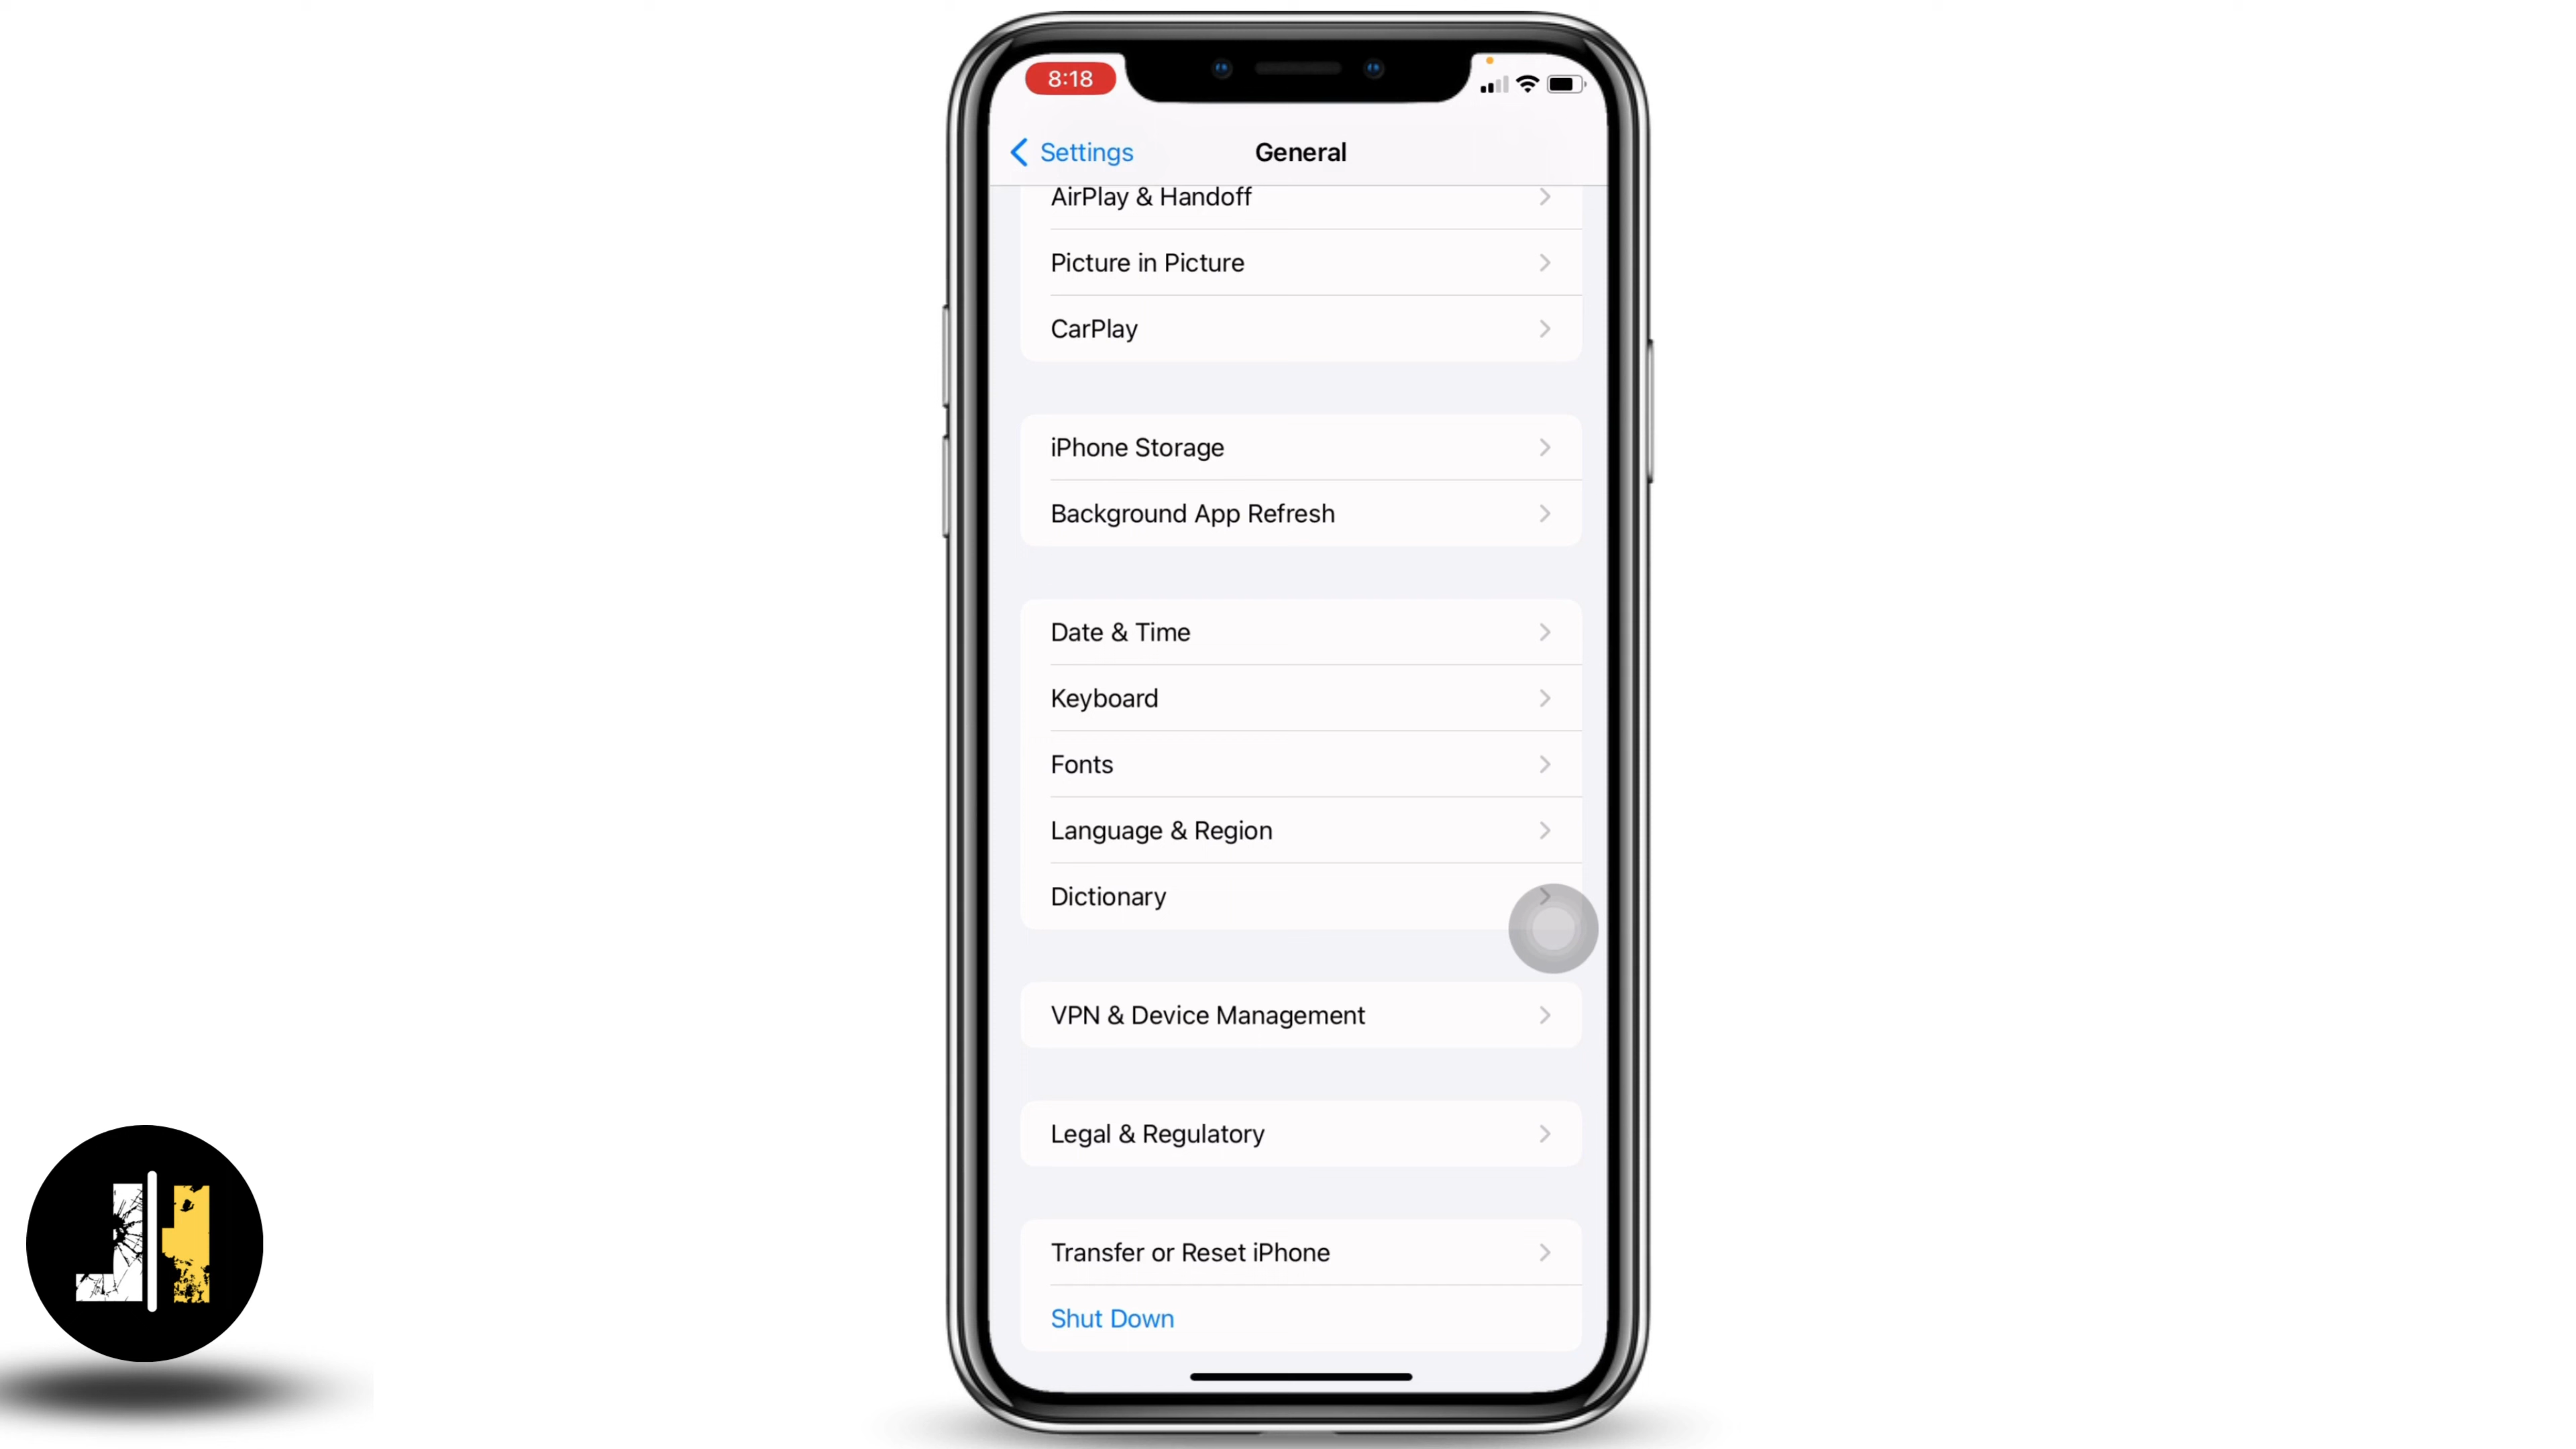 8:18
Settings
General
AirPlay & Handoff
Picture in Picture
CarPlay
iPhone Storage
Background App Refresh
Date & Time
Keyboard
Fonts
Language & Region
Dictionary
VPN & Device Management
Legal & Regulatory
Transfer or Reset iPhone
Shut Down